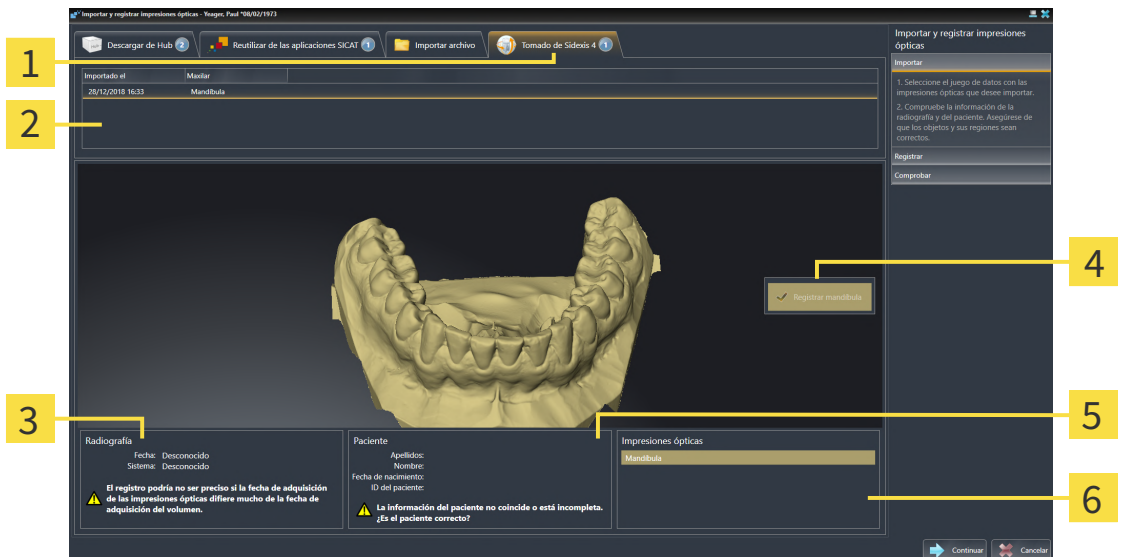 Importar y registrar impresiones ópticas - Yeager, Paul *08/02/1973
Descargar de Hub 2
Reutilizar de las aplicaciones SICAT 1
Importar archivo
Tomado de Sidexis 4 1
Importado el Maxilar
28/12/2018 16:33 Mandíbula
Importar y registrar impresiones
ópticas
Importar
1. Seleccione el juego de datos con las
impresiones ópticas que desee importar.
2. Compruebe la información de la
radiografía y del paciente. Asegúrese de
que los objetos y sus regiones sean
correctos.
Registrar
Comprobar
Registrar mandíbula
Radiografía
Fecha: Desconocido
Sistema: Desconocido
El registro podría no ser preciso si la fecha de adquisición
de las impresiones ópticas difiere mucho de la fecha de
adquisición del volumen.
Paciente
Apellidos:
Nombre:
Fecha de nacimiento:
ID del paciente:
La información del paciente no coincide o está incompleta.
¿Es el paciente correcto?
Impresiones ópticas
Mandíbula
Continuar
Cancelar
1
2
3
4
5
6